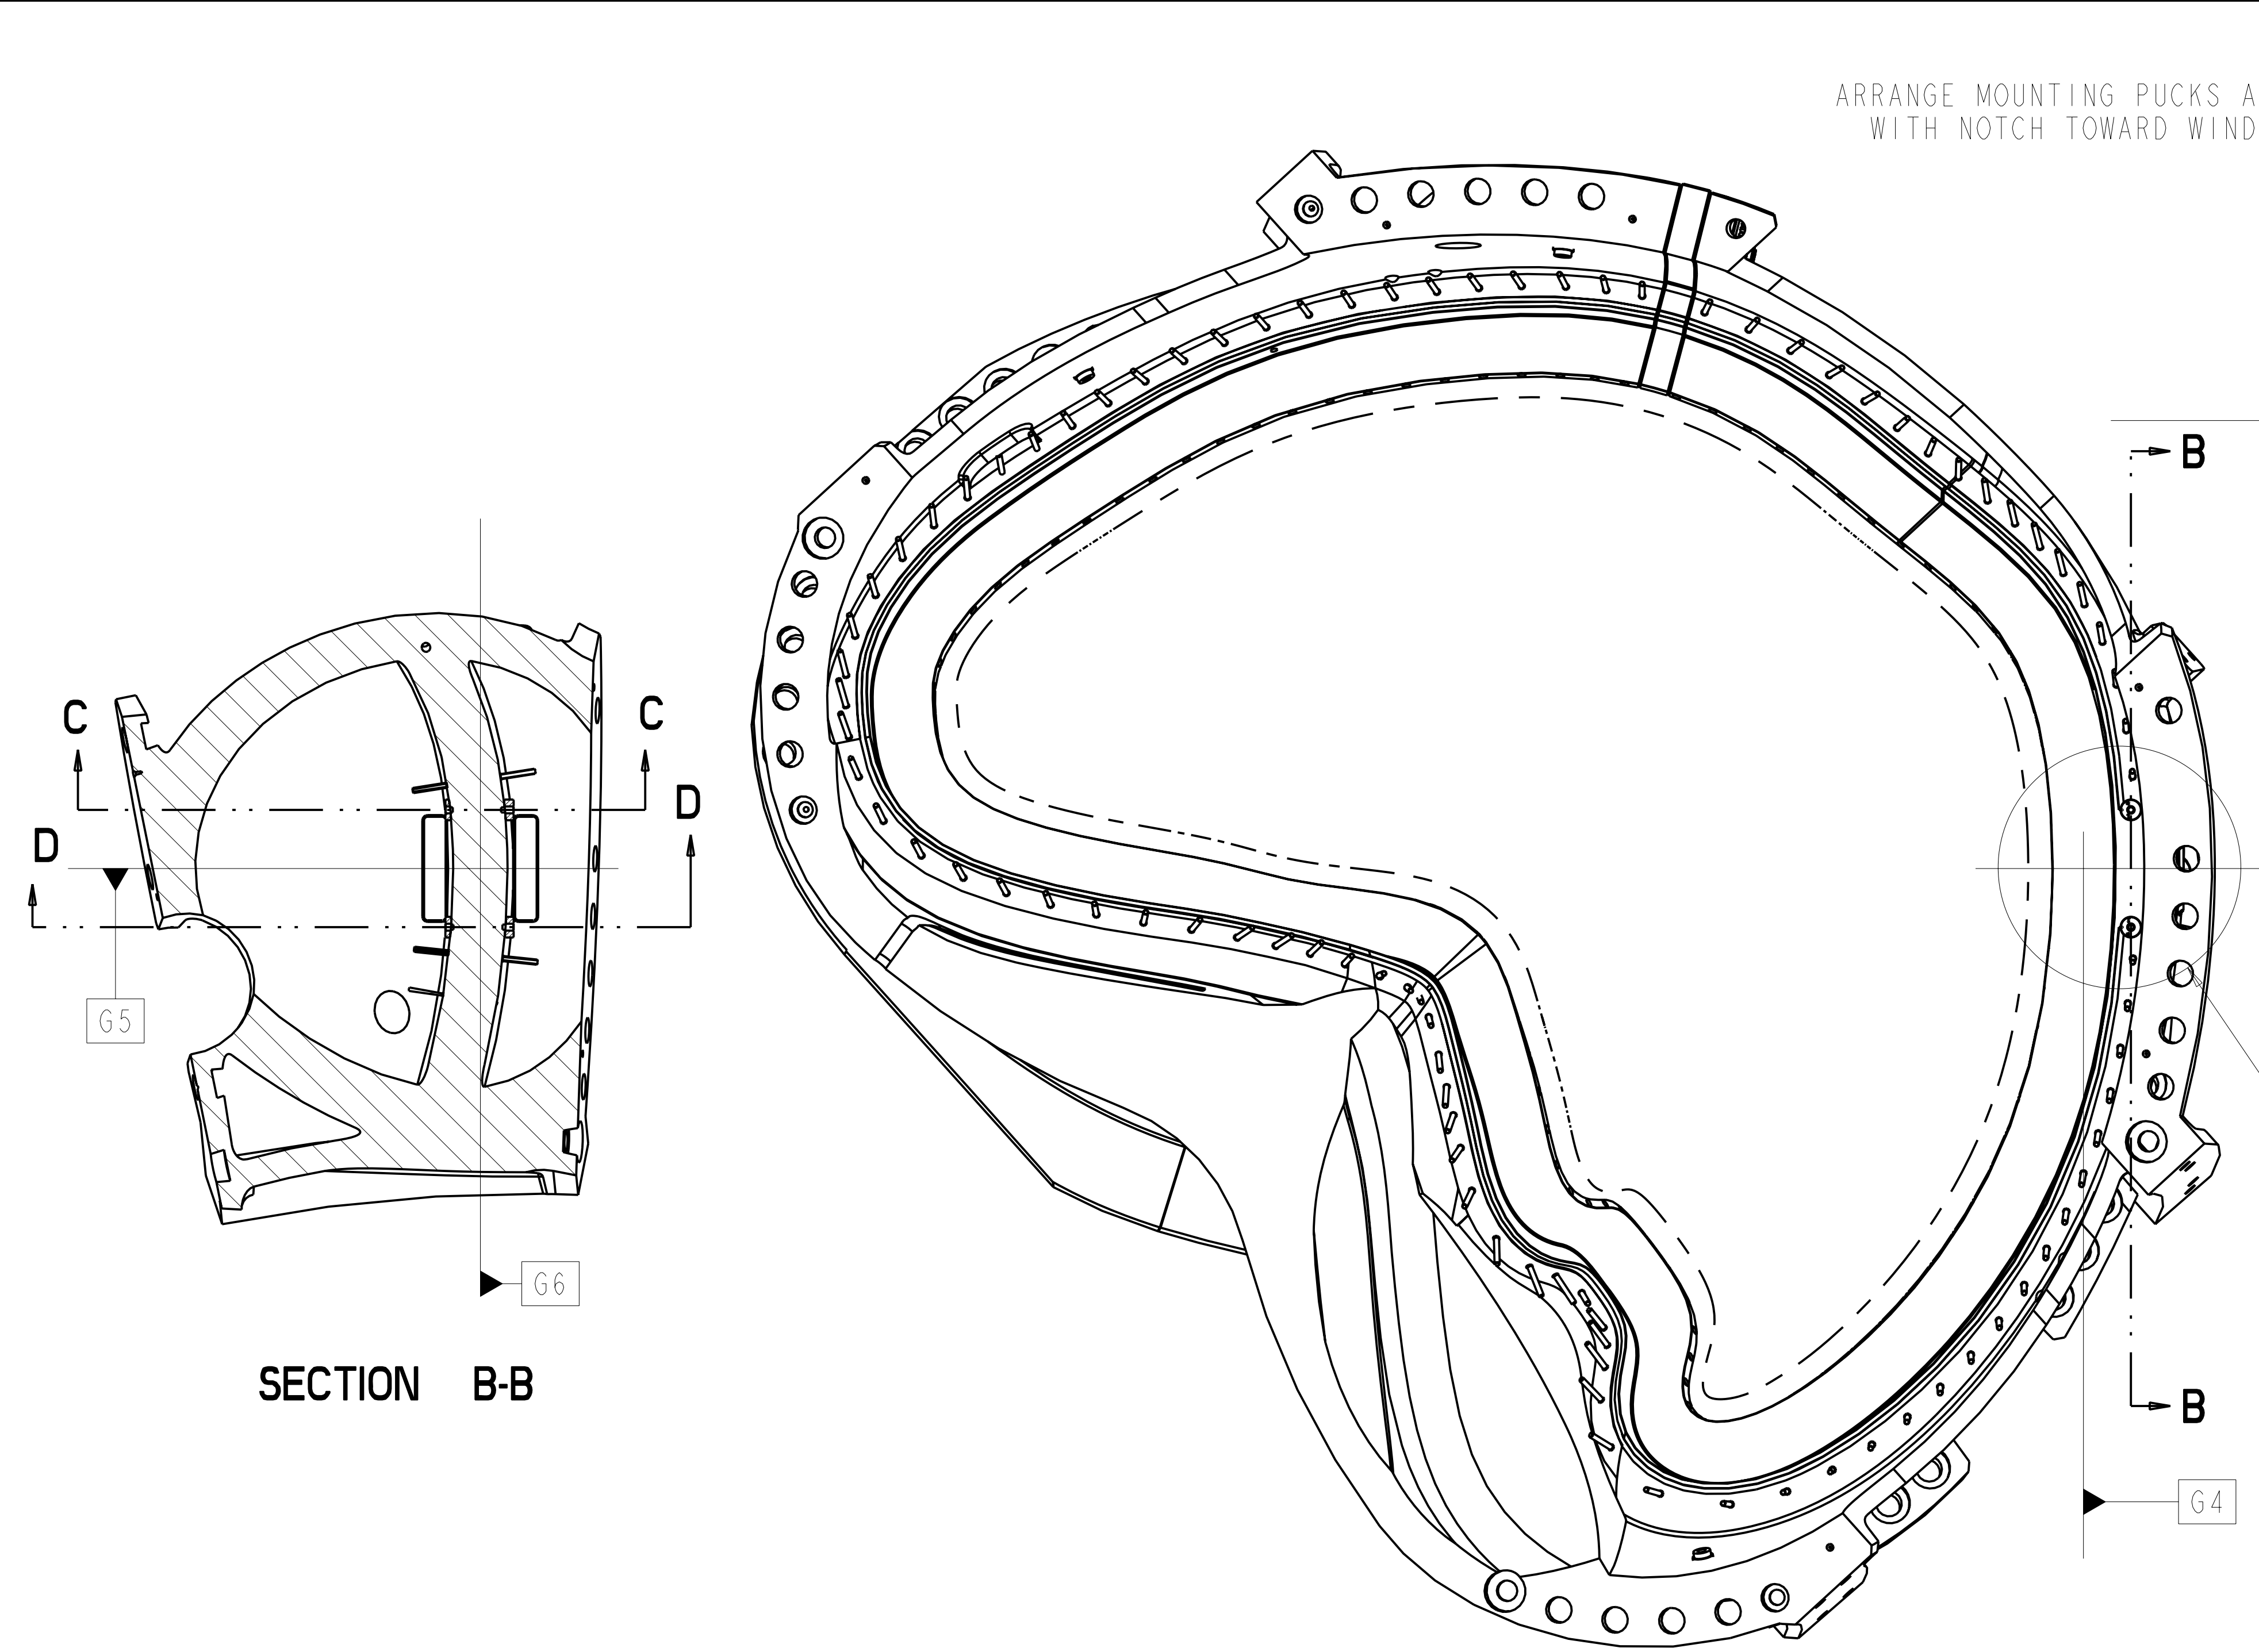 ARRANGE MOUNTING PUCKS A
WITH NOTCH TOWARD WIND
B
C C
D D
G5
G6
SECTION B-B
B
G4